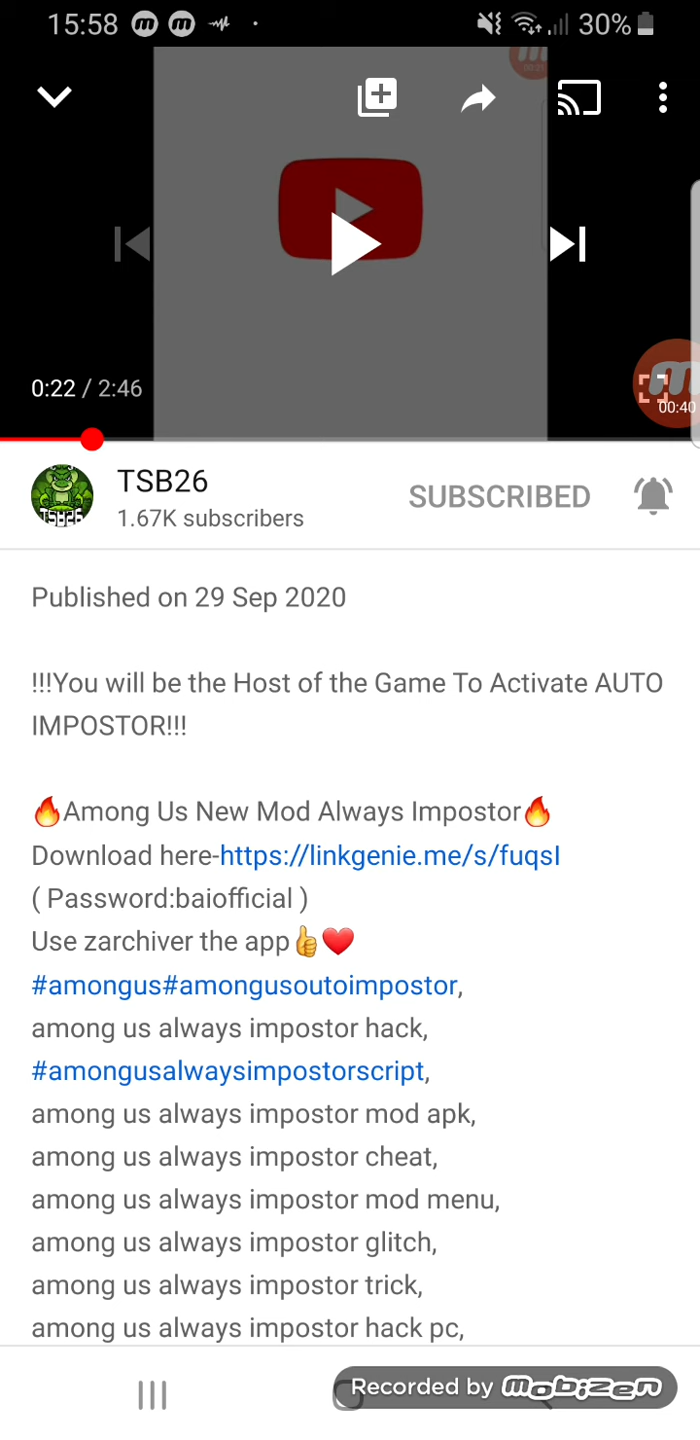 15:58
30%
00:21
0:22 / 2:46
00:40
TSB26
TSB26
1.67K subscribers
SUBSCRIBED
Published on 29 Sep 2020
!!!You will be the Host of the Game To Activate AUTO
IMPOSTOR!!!
🔥Among Us New Mod Always Impostor🔥
Download here-https://linkgenie.me/s/fuqsI
( Password:baiofficial )
Use zarchiver the app👍❤️
#amongus#amongusoutoimpostor,
among us always impostor hack,
#amongusalwaysimpostorscript,
among us always impostor mod apk,
among us always impostor cheat,
among us always impostor mod menu,
among us always impostor glitch,
among us always impostor trick,
among us always impostor hack pc,
Recorded by mobizen